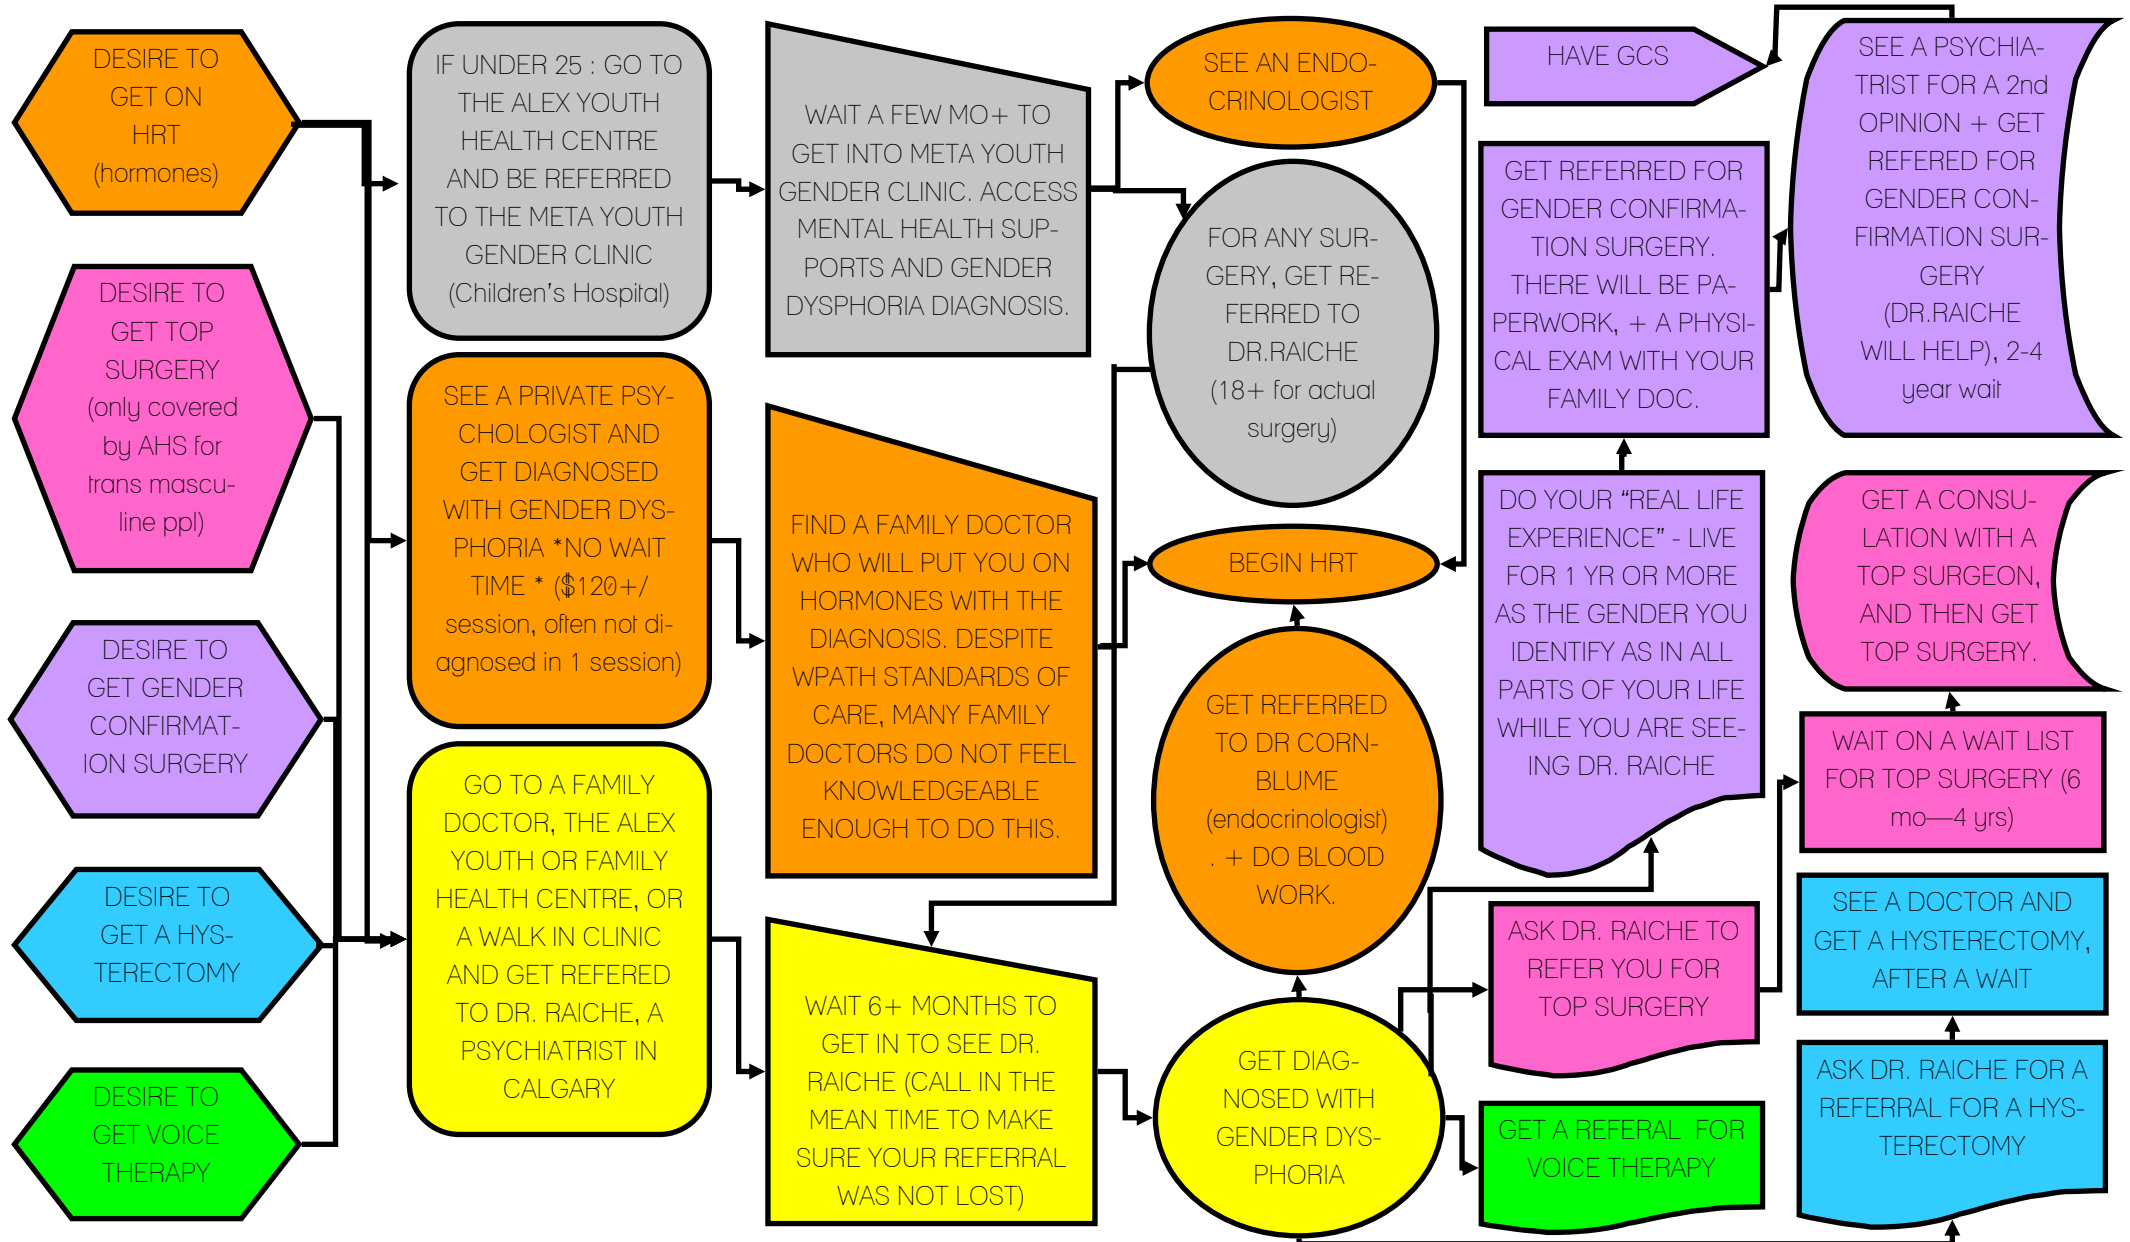 DESIRE TO
GET ON
HRT
(hormones)
DESIRE TO
GET TOP
SURGERY
(only covered
by AHS for
trans mascu-
line ppl)
DESIRE TO
GET GENDER
CONFIRMAT-
ION SURGERY
DESIRE TO
GET A HYS-
TERECTOMY
DESIRE TO
GET VOICE
THERAPY
IF UNDER 25 : GO TO
THE ALEX YOUTH
HEALTH CENTRE
AND BE REFERRED
TO THE META YOUTH
GENDER CLINIC
(Children's Hospital)
SEE A PRIVATE PSY-
CHOLOGIST AND
GET DIAGNOSED
WITH GENDER DYS-
PHORIA *NO WAIT
TIME * ($120+/
session, often not di-
agnosed in 1 session)
GO TO A FAMILY
DOCTOR, THE ALEX
YOUTH OR FAMILY
HEALTH CENTRE, OR
A WALK IN CLINIC
AND GET REFERED
TO DR. RAICHE, A
PSYCHIATRIST IN
CALGARY
WAIT A FEW MO+ TO
GET INTO META YOUTH
GENDER CLINIC. ACCESS
MENTAL HEALTH SUP-
PORTS AND GENDER
DYSPHORIA DIAGNOSIS.
FIND A FAMILY DOCTOR
WHO WILL PUT YOU ON
HORMONES WITH THE
DIAGNOSIS. DESPITE
WPATH STANDARDS OF
CARE, MANY FAMILY
DOCTORS DO NOT FEEL
KNOWLEDGEABLE
ENOUGH TO DO THIS.
WAIT 6+ MONTHS TO
GET IN TO SEE DR.
RAICHE (CALL IN THE
MEAN TIME TO MAKE
SURE YOUR REFERRAL
WAS NOT LOST)
SEE AN ENDO-
CRINOLOGIST
FOR ANY SUR-
GERY, GET RE-
FERRED TO
DR.RAICHE
(18+ for actual
surgery)
BEGIN HRT
GET REFERRED
TO DR CORN-
BLUME
(endocrinologist)
. + DO BLOOD
WORK.
GET DIAG-
NOSED WITH
GENDER DYS-
PHORIA
HAVE GCS
GET REFERRED FOR
GENDER CONFIRMA-
TION SURGERY.
THERE WILL BE PA-
PERWORK, + A PHYSI-
CAL EXAM WITH YOUR
FAMILY DOC.
DO YOUR “REAL LIFE
EXPERIENCE” - LIVE
FOR 1 YR OR MORE
AS THE GENDER YOU
IDENTIFY AS IN ALL
PARTS OF YOUR LIFE
WHILE YOU ARE SEE-
ING DR. RAICHE
ASK DR. RAICHE TO
REFER YOU FOR
TOP SURGERY
GET A REFERAL  FOR
VOICE THERAPY
SEE A PSYCHIA-
TRIST FOR A 2nd
OPINION + GET
REFERED FOR
GENDER CON-
FIRMATION SUR-
GERY
(DR.RAICHE
WILL HELP), 2-4
year wait
GET A CONSU-
LATION WITH A
TOP SURGEON,
AND THEN GET
TOP SURGERY.
WAIT ON A WAIT LIST
FOR TOP SURGERY (6
mo—4 yrs)
SEE A DOCTOR AND
GET A HYSTERECTOMY,
AFTER A WAIT
ASK DR. RAICHE FOR A
REFERRAL FOR A HYS-
TERECTOMY